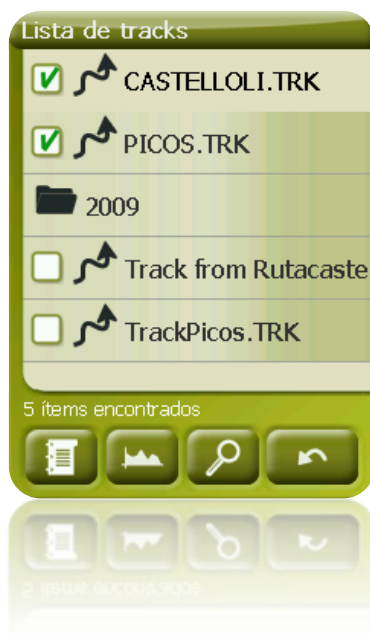 Lista de tracks
CASTELLOLI.TRK
PICOS.TRK
2009
Track from Rutacaste
TrackPicos.TRK
5 ítems encontrados